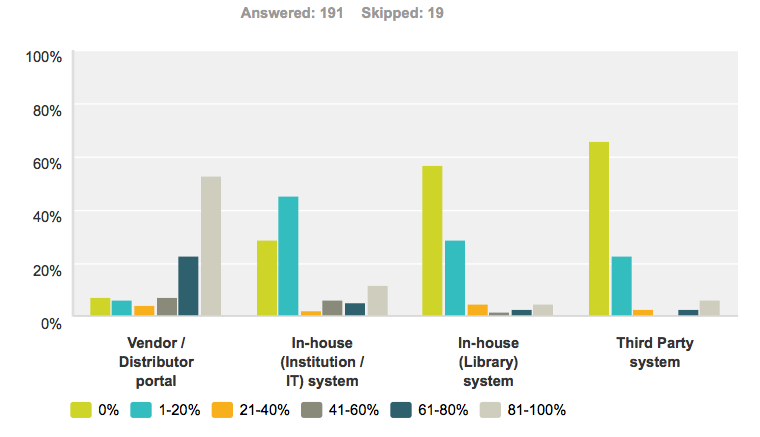 Answered: 191 Skipped: 19
100%
80%
60%
40%
20%
0%
Vendor /
Distributor
portal
In-house
(Institution /
IT) system
In-house
(Library)
system
Third Party
system
0% 1-20% 21-40% 41-60% 61-80% 81-100%